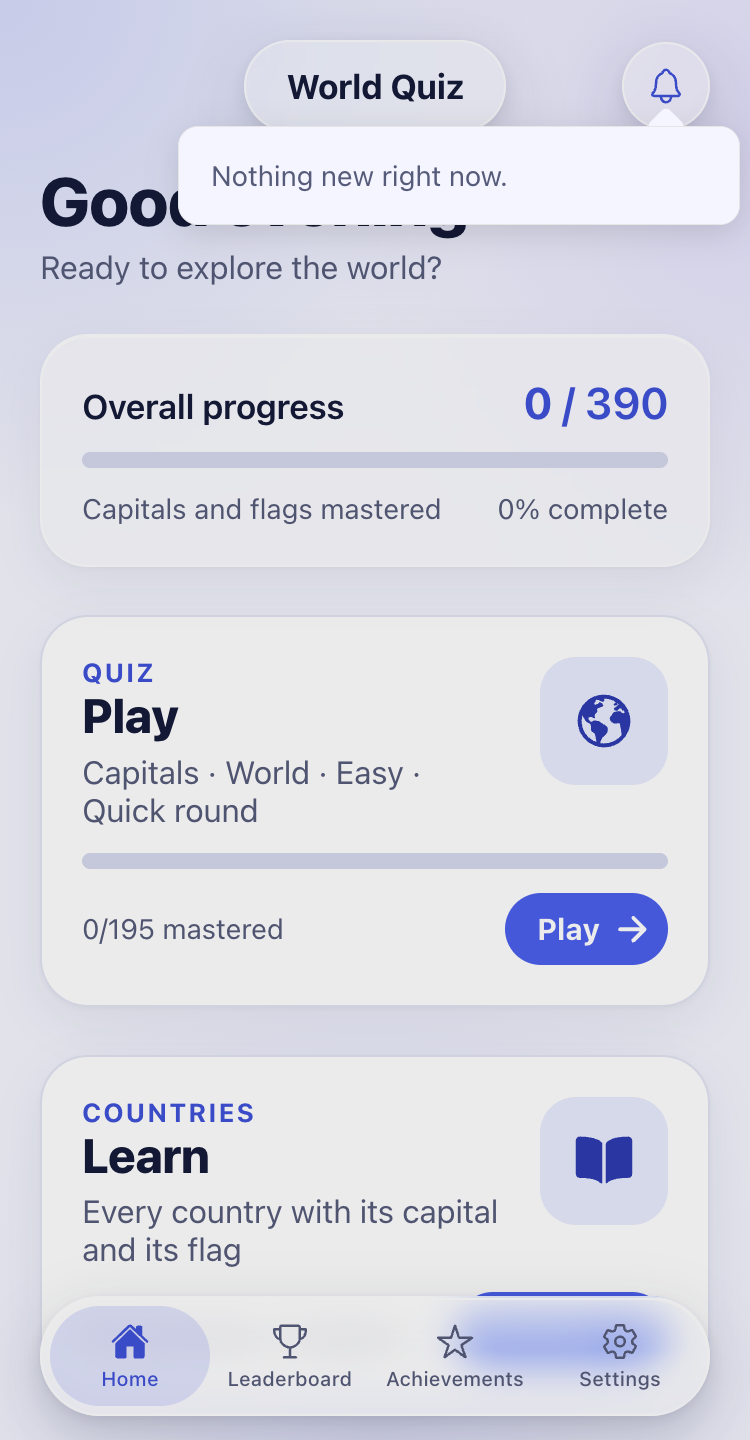 World Quiz
Nothing new right now.
Good evening
Ready to explore the world?
Overall progress
0 / 390
Capitals and flags mastered
0% complete
QUIZ
Play
Capitals · World · Easy ·
Quick round
0/195 mastered
Play
COUNTRIES
Learn
Every country with its capital
and its flag
Home
Leaderboard
Achievements
Settings